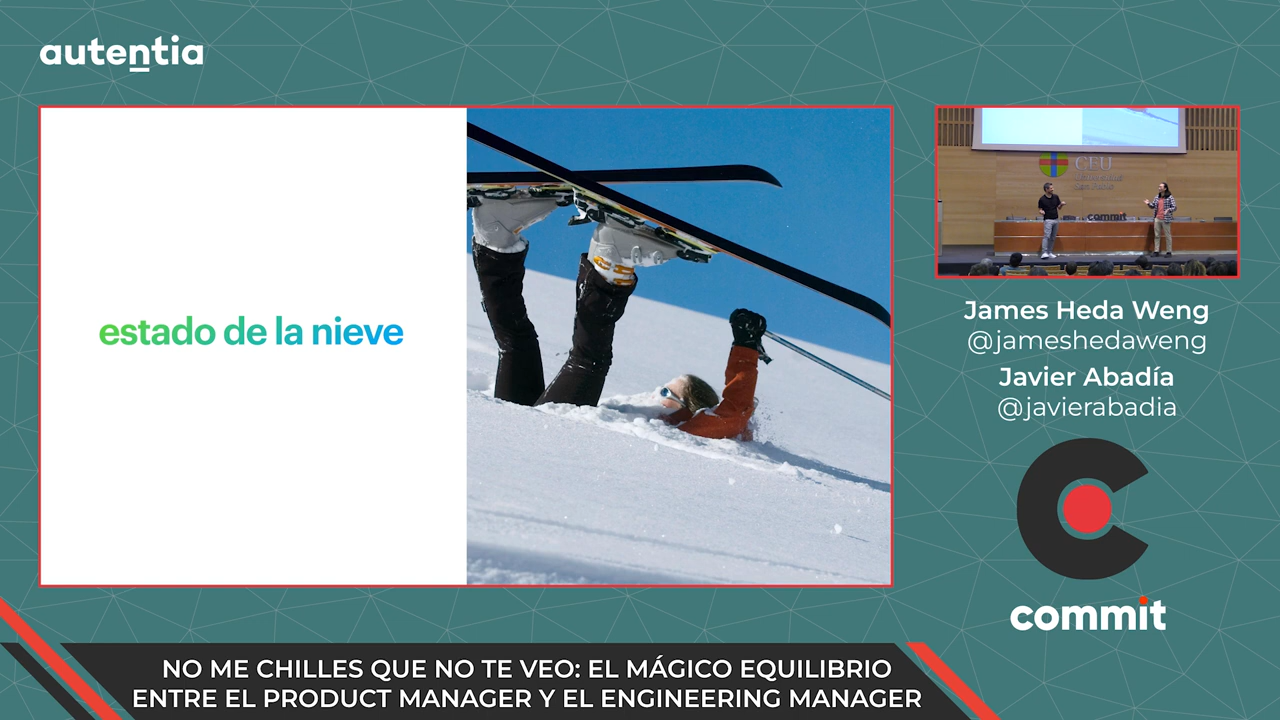 autentia
estado de la nieve
CEU
commit
James Heda Weng
@jameshedaweng
Javier Abadía
@javierabadia
commit
NO ME CHILLES QUE NO TE VEO: EL MÁGICO EQUILIBRIO
ENTRE EL PRODUCT MANAGER Y EL ENGINEERING MANAGER